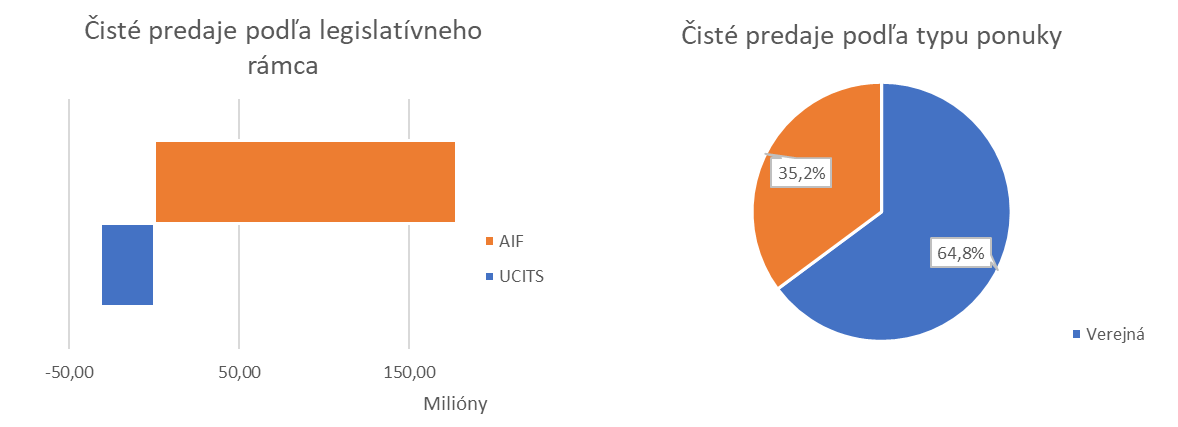 Čisté predaje podľa legislatívneho
rámca
AIF
UCITS
-50,00
50,00
150,00
Milióny
Čisté predaje podľa typu ponuky
35,2%
64,8%
Verejná